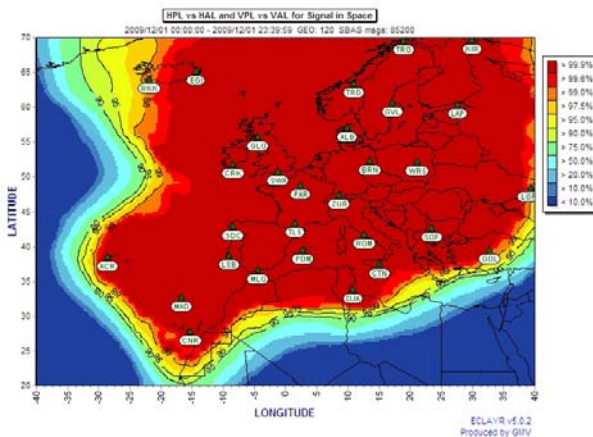 HPL vs HAL and VPL vs VAL for Signal in Space
2009/12/01 00:00:00 - 2009/12/01 23:59:59 GEO: 120 SBAS msgs: 85200
LATITUDE
70
65
60
55
50
45
40
35
30
25
20
TRO
KIR
RKK
EGI
TRD
GVL
LAP
GLG
ALB
CRK
SWA
BRN
WRS
PAR
ZUR
LSB
SDC
TLS
ROM
SOF
PDM
ACR
MLG
CTN
GOL
DJA
MAD
CNR
-40
-35
-30
-25
-20
-15
-10
-5
0
5
10
15
20
25
30
35
40
LONGITUDE
> 99.9%
> 99.0%
> 97.5%
> 95.0%
> 90.0%
> 75.0%
> 50.0%
> 20.0%
> 10.0%
< 10.0%
ECLAYR v5.0.2
Produced by GMV